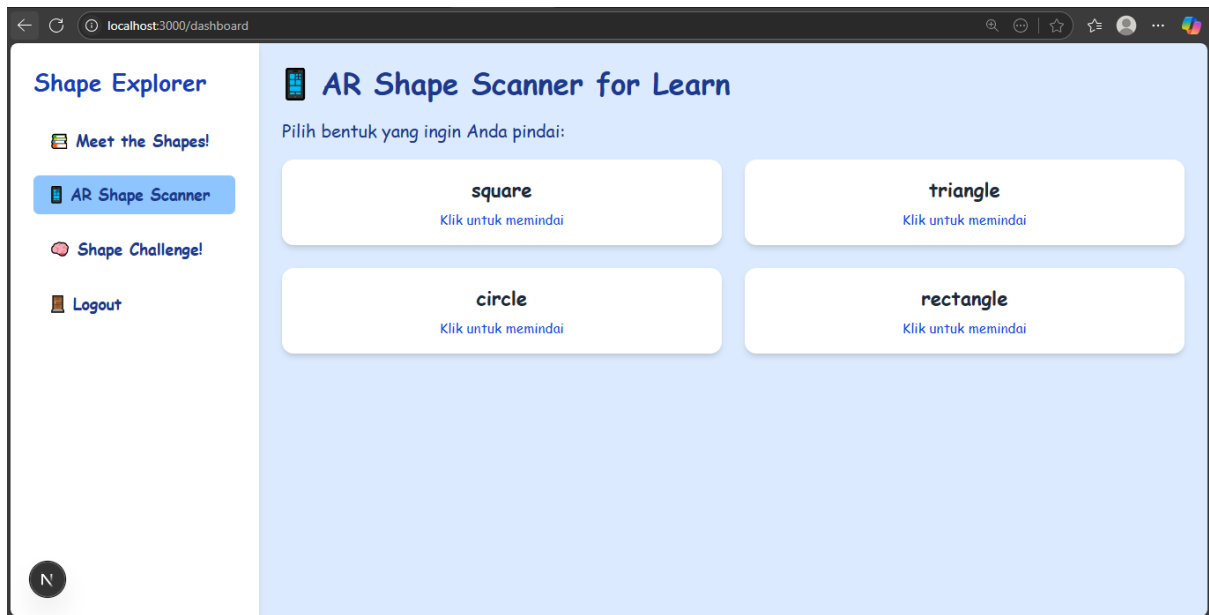 localhost:3000/dashboard
Shape Explorer
Meet the Shapes!
AR Shape Scanner
Shape Challenge!
Logout
N
AR Shape Scanner for Learn
Pilih bentuk yang ingin Anda pindai:
square
Klik untuk memindai
triangle
Klik untuk memindai
circle
Klik untuk memindai
rectangle
Klik untuk memindai